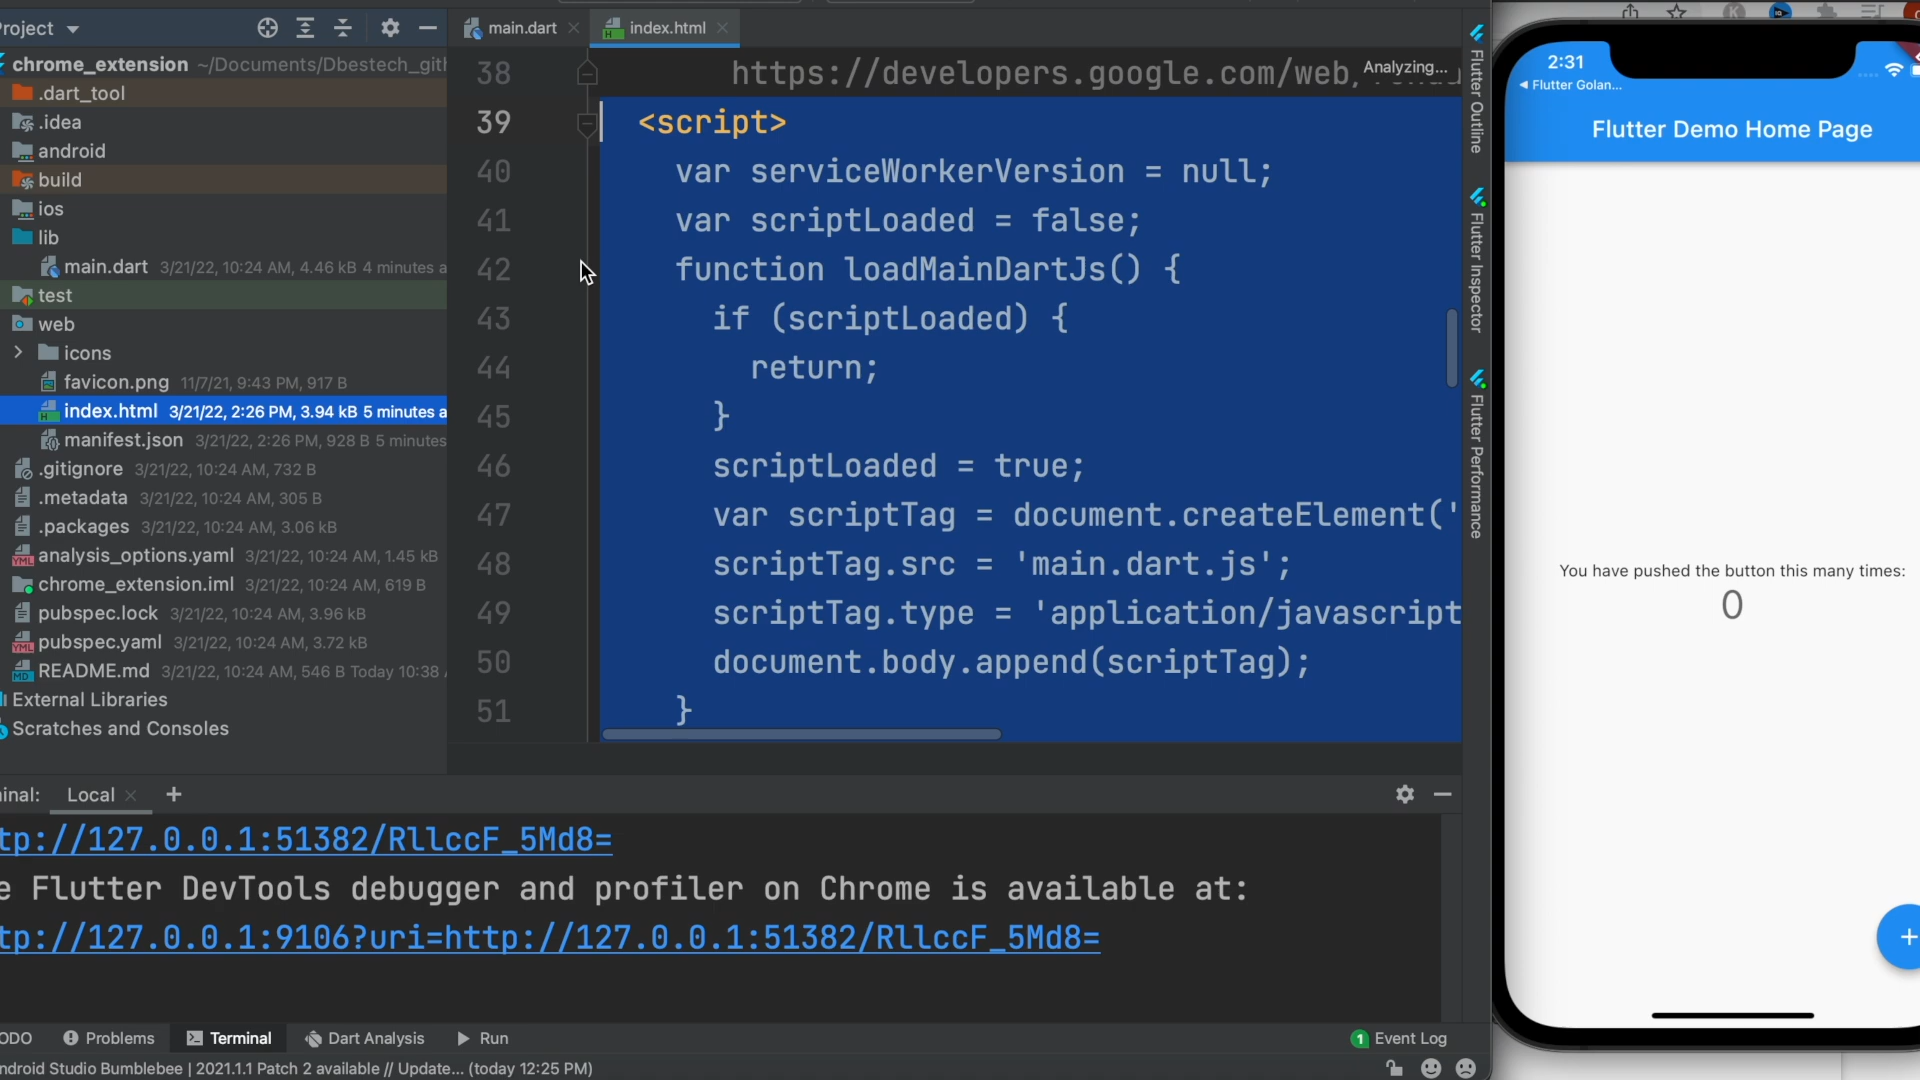 roject
main.dart
index.html
chrome_extension ~/Documents/Dbestech_gitl
.dart_tool
.idea
android
build
ios
lib
main.dart 3/21/22, 10:24 AM, 4.46 kB 4 minutes a
test
web
icons
favicon.png 11/7/21, 9:43 PM, 917 B
index.html 3/21/22, 2:26 PM, 3.94 kB 5 minutes a
manifest.json 3/21/22, 2:26 PM, 928 B 5 minutes
.gitignore 3/21/22, 10:24 AM, 732 B
.metadata 3/21/22, 10:24 AM, 305 B
.packages 3/21/22, 10:24 AM, 3.06 kB
analysis_options.yaml 3/21/22, 10:24 AM, 1.45 kB
chrome_extension.iml 3/21/22, 10:24 AM, 619 B
pubspec.lock 3/21/22, 10:24 AM, 3.96 kB
pubspec.yaml 3/21/22, 10:24 AM, 3.72 kB
README.md 3/21/22, 10:24 AM, 546 B Today 10:38
External Libraries
Scratches and Consoles
38 https://developers.google.com/web,
Analyzing...
39 <script>
40 var serviceWorkerVersion = null;
41 var scriptLoaded = false;
42 function loadMainDartJs() {
43 if (scriptLoaded) {
44 return;
45 }
46 scriptLoaded = true;
47 var scriptTag = document.createElement('
48 scriptTag.src = 'main.dart.js';
49 scriptTag.type = 'application/javascript
50 document.body.append(scriptTag);
51 }
Flutter Outline
Flutter Inspector
Flutter Performance
inal: Local +
tp://127.0.0.1:51382/RllccF_5Md8=
e Flutter DevTools debugger and profiler on Chrome is available at:
tp://127.0.0.1:9106?uri=http://127.0.0.1:51382/RllccF_5Md8=
ODO Problems Terminal Dart Analysis Run
1 Event Log
ndroid Studio Bumblebee | 2021.1.1 Patch 2 available // Update... (today 12:25 PM)
2:31
Flutter Golan...
Flutter Demo Home Page
You have pushed the button this many times:
0
+